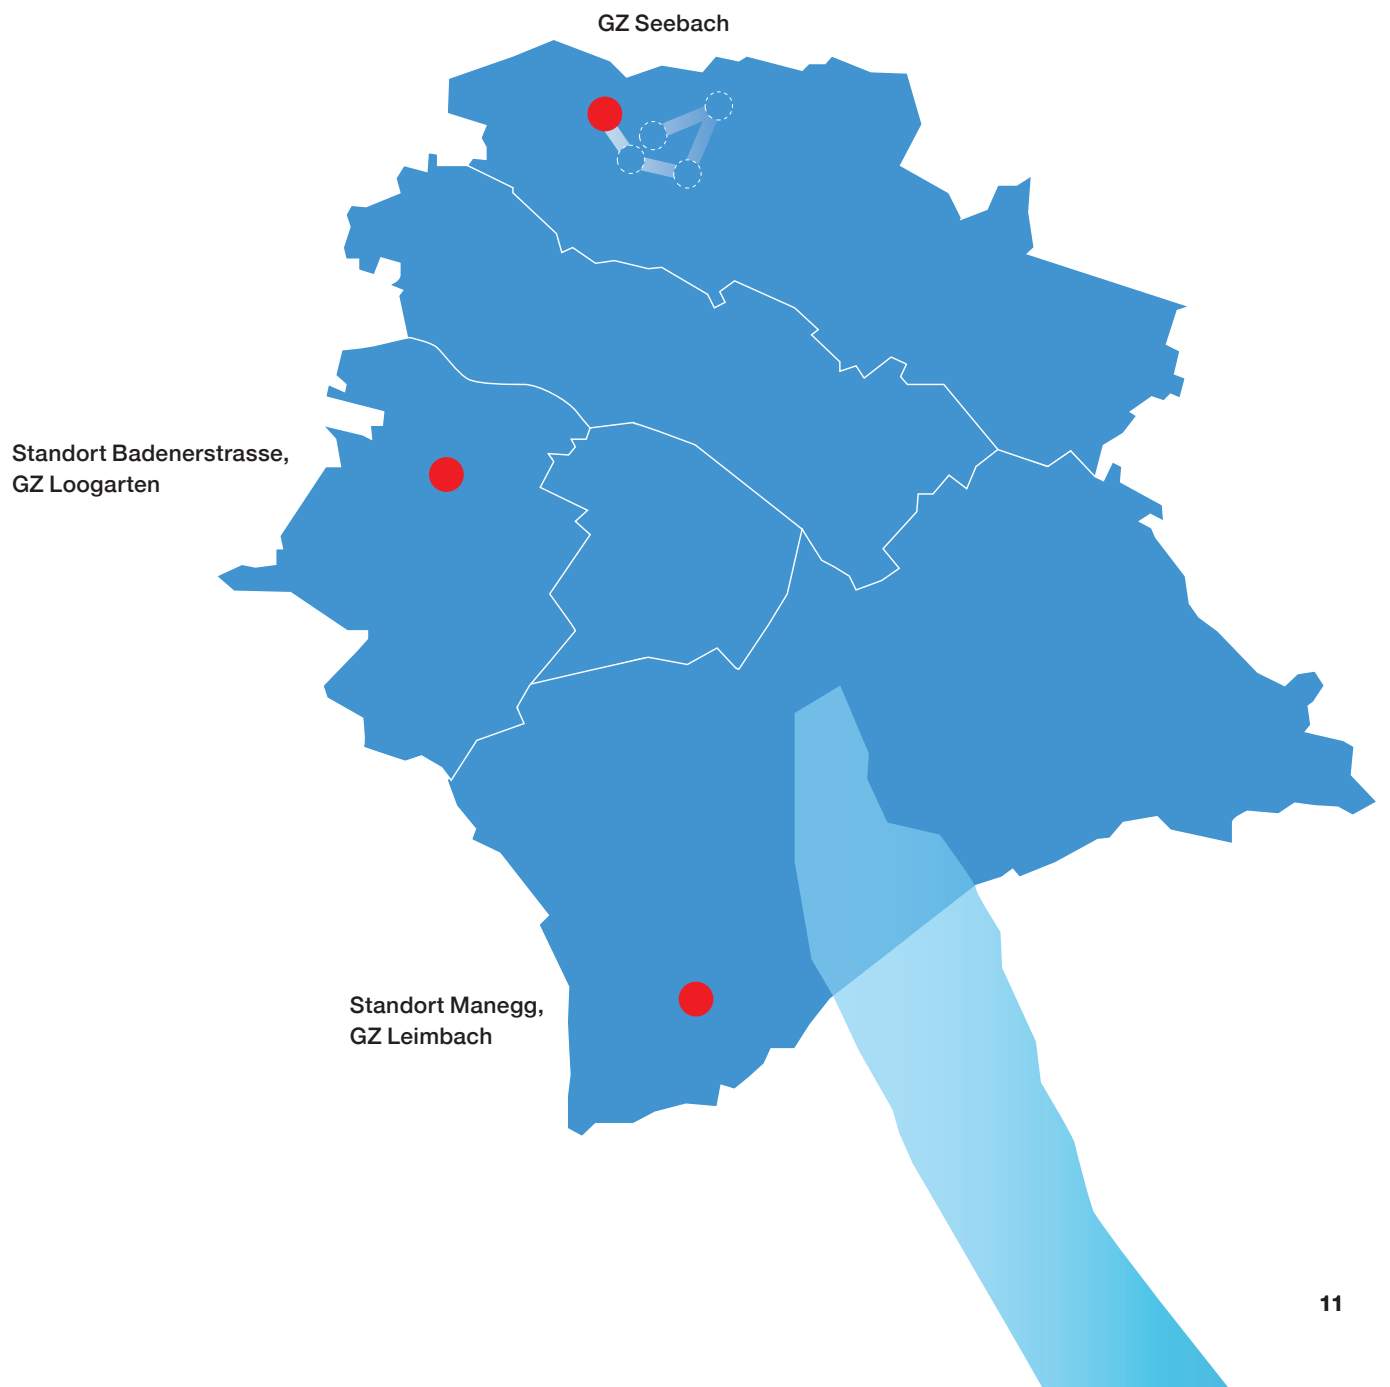 GZ Seebach
Standort Badenerstrasse,
GZ Loogarten
Standort Manegg,
GZ Leimbach
11